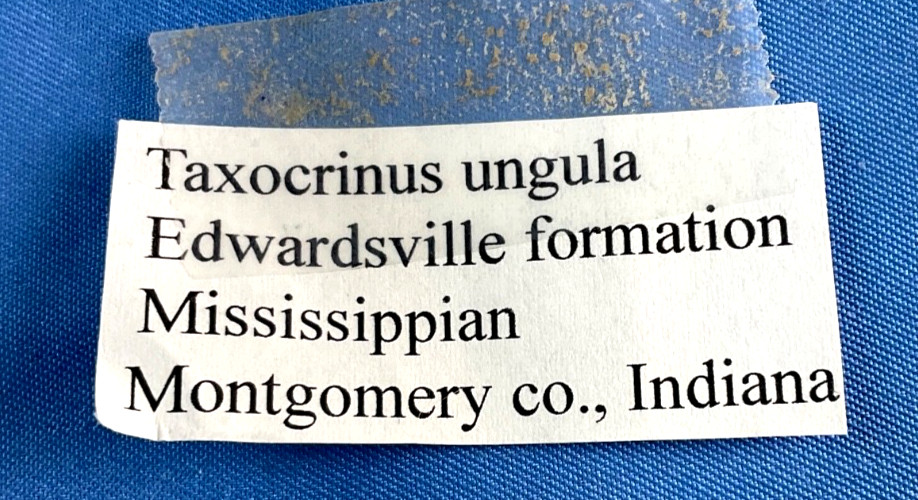 Taxocrinus ungula
Edwardsville formation
Mississippian
Montgomery co., Indiana